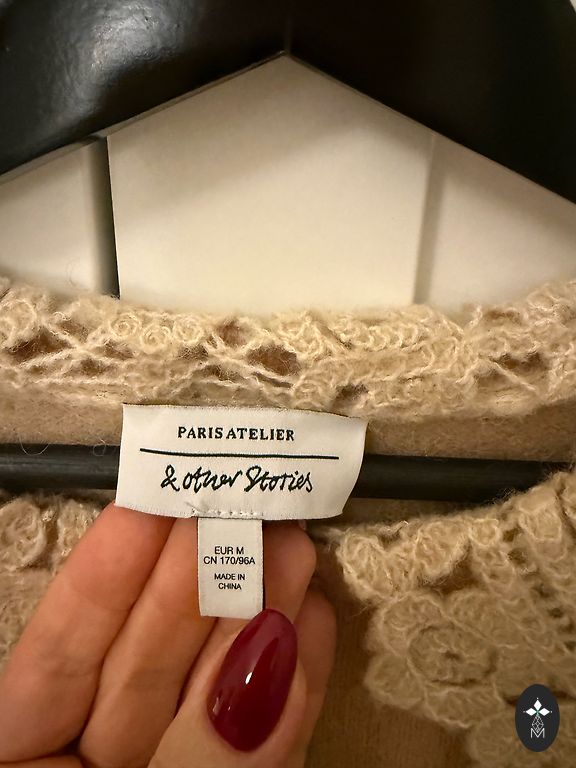 PARIS ATELIER
& other Stories
EUR M
CN 170/96A
MADE IN
CHINA
M